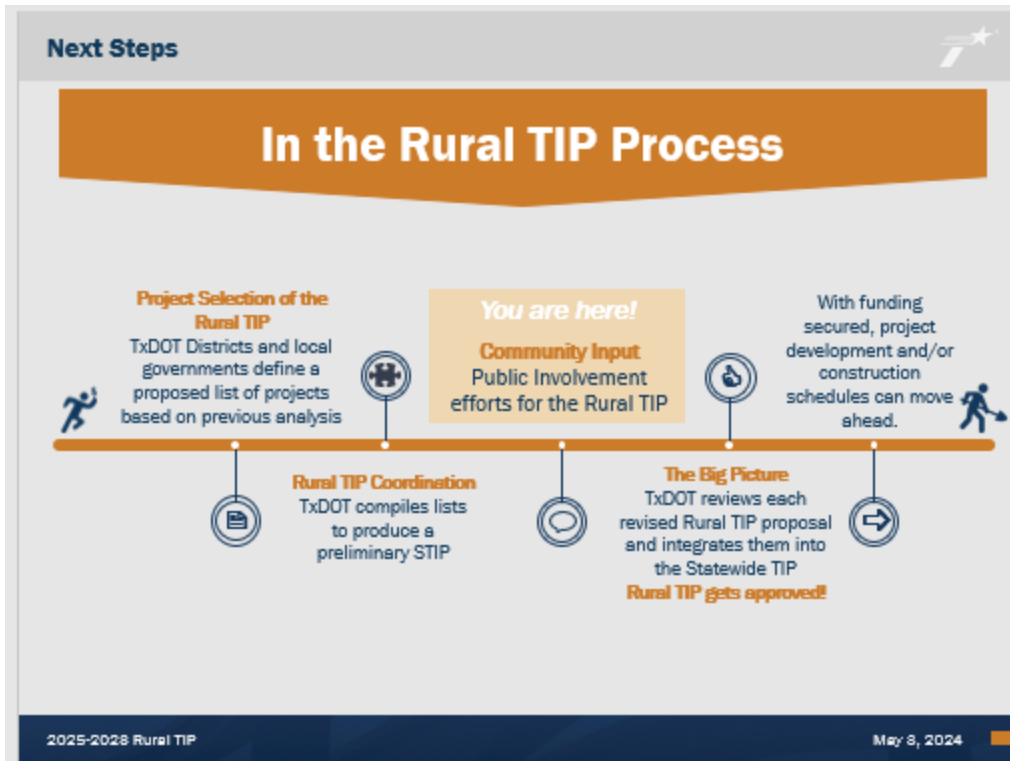 Next Steps
In the Rural TIP Process
Project Selection of the
Rural TIP
TxDOT Districts and local
governments define a
proposed list of projects
based on previous analysis
Rural TIP Coordination
TxDOT compiles lists
to produce a
preliminary STIP
You are here!
Community Input
Public Involvement
efforts for the Rural TIP
The Big Picture
TxDOT reviews each
revised Rural TIP proposal
and integrates them into
the Statewide TIP
Rural TIP gets approved!
With funding
secured, project
development and/or
construction
schedules can move
ahead.
2025-2028 Rural TIP
May 8, 2024